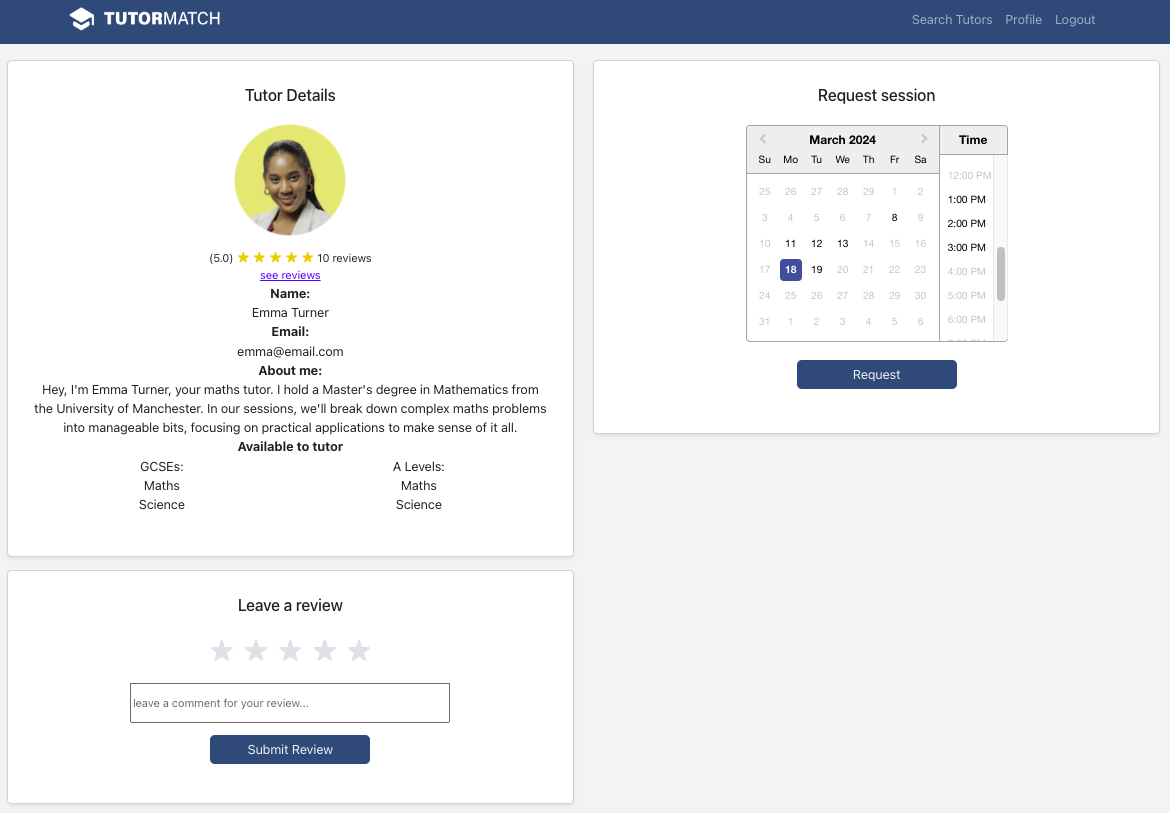 TUTORMATCH
Search Tutors Profile Logout
Tutor Details
(5.0) 10 reviews
see reviews
Name:
Emma Turner
Email:
emma@email.com
About me:
Hey, I'm Emma Turner, your maths tutor. I hold a Master's degree in Mathematics from
the University of Manchester. In our sessions, we'll break down complex maths problems
into manageable bits, focusing on practical applications to make sense of it all.
Available to tutor
GCSEs:
Maths
Science
A Levels:
Maths
Science
Leave a review
leave a comment for your review...
Submit Review
Request session
March 2024
Su Mo Tu We Th Fr Sa
25 26 27 28 29 1 2
3 4 5 6 7 8 9
10 11 12 13 14 15 16
17 18 19 20 21 22 23
24 25 26 27 28 29 30
31 1 2 3 4 5 6
Time
12:00 PM
1:00 PM
2:00 PM
3:00 PM
4:00 PM
5:00 PM
6:00 PM
Request